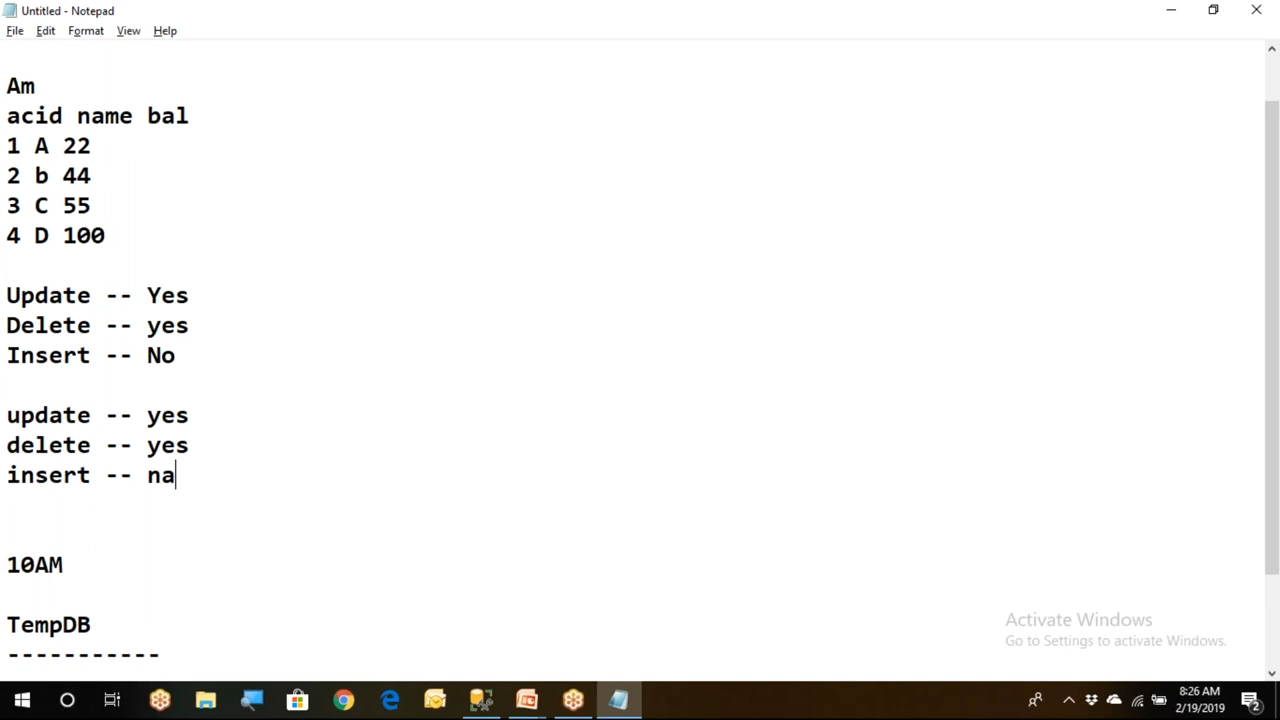 Untitled - Notepad
File Edit Format View Help
Am
acid name bal
1 A 22
2 b 44
3 C 55
4 D 100
Update -- Yes
Delete -- yes
Insert -- No
update -- yes
delete -- yes
insert -- na
10AM
TempDB
-----------
Activate Windows
Go to Settings to activate Windows.
8:26 AM
2/19/2019
2